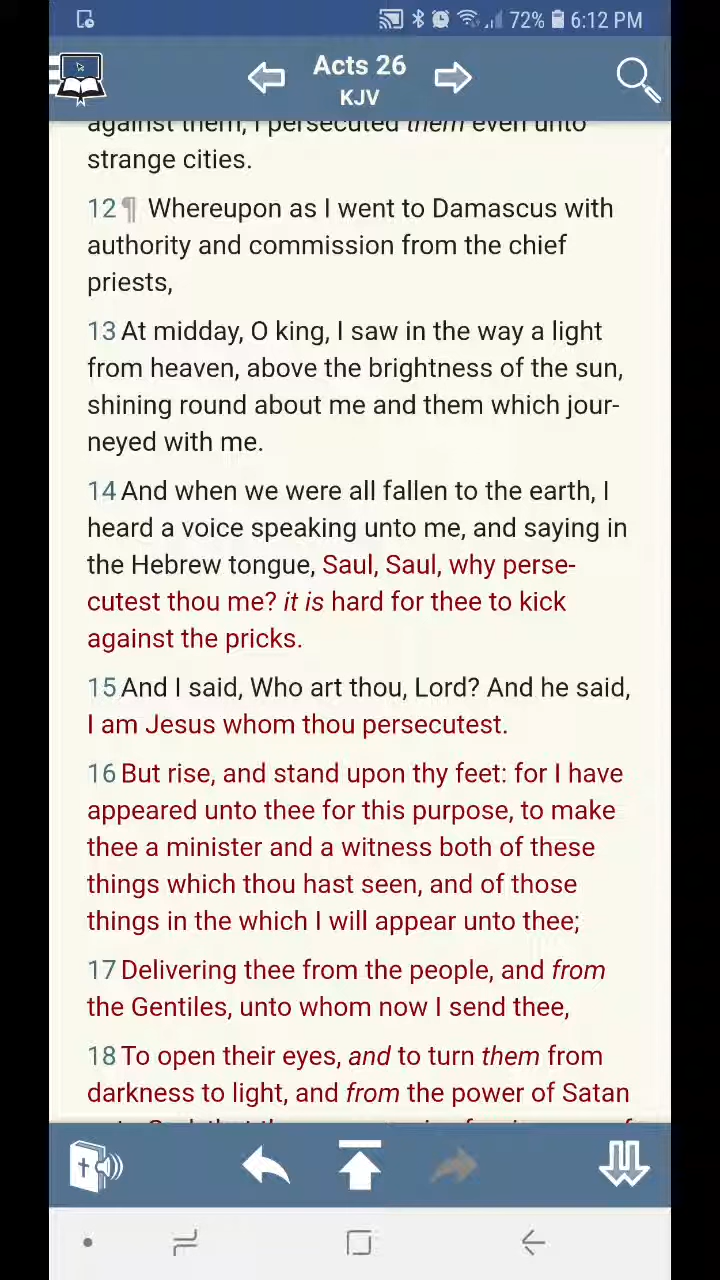 72% 6:12 PM
Acts 26
KJV
against them, I persecuted them even unto
strange cities.
12 ¶ Whereupon as I went to Damascus with
authority and commission from the chief
priests,
13 At midday, O king, I saw in the way a light
from heaven, above the brightness of the sun,
shining round about me and them which jour-
neyed with me.
14 And when we were all fallen to the earth, I
heard a voice speaking unto me, and saying in
the Hebrew tongue, Saul, Saul, why perse-
cutest thou me? it is hard for thee to kick
against the pricks.
15 And I said, Who art thou, Lord? And he said,
I am Jesus whom thou persecutest.
16 But rise, and stand upon thy feet: for I have
appeared unto thee for this purpose, to make
thee a minister and a witness both of these
things which thou hast seen, and of those
things in the which I will appear unto thee;
17 Delivering thee from the people, and from
the Gentiles, unto whom now I send thee,
18 To open their eyes, and to turn them from
darkness to light, and from the power of Satan